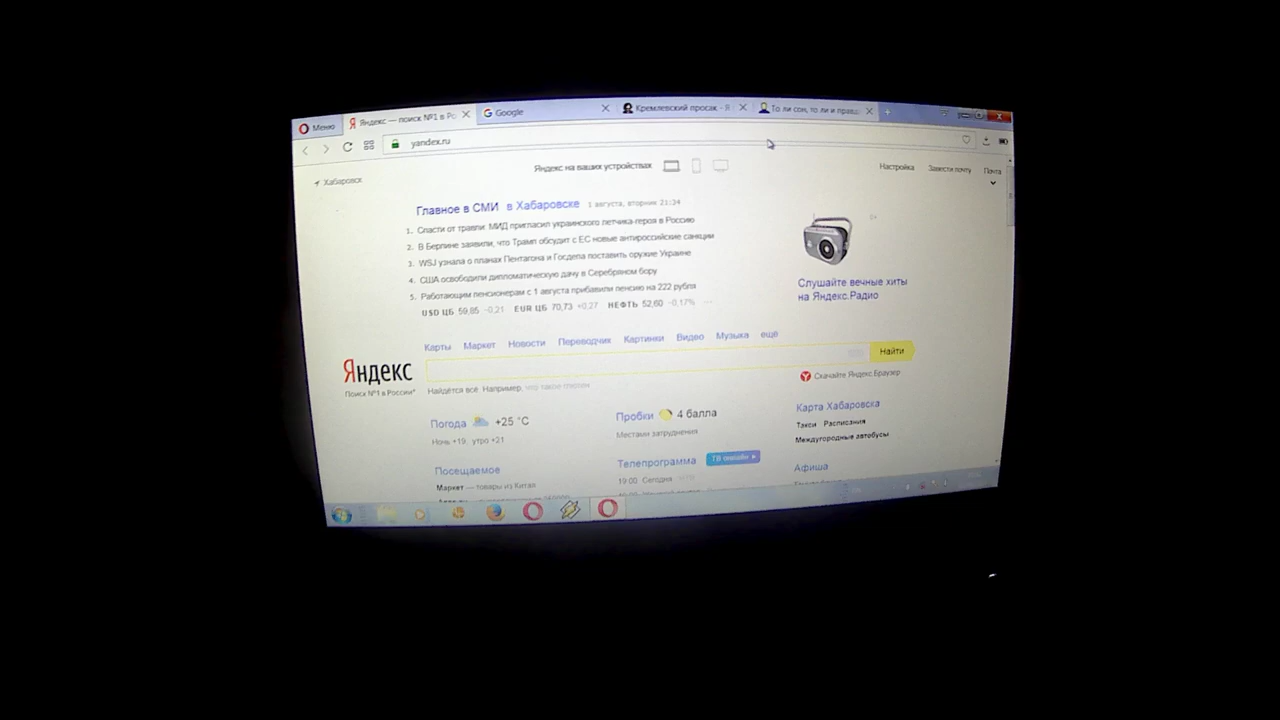 Меню
Яндекс — поиск №1 в Ро
Google
Кремлевский просак - Я
То ли сон, то ли и правд
yandex.ru
Хабаровск
Яндекс на ваших устройствах
Настройка Завести почту Почта
Главное в СМИ в Хабаровске 1 августа, вторник 21:34
1. Спасти от травли: МИД пригласил украинского летчика-героя в Россию
2. В Берлине заявили, что Трамп обсудит с ЕС новые антироссийские санкции
3. WSJ узнала о планах Пентагона и Госдепа поставить оружие Украине
4. США освободили дипломатическую дачу в Серебряном бору
5. Работающим пенсионерам с 1 августа прибавили пенсию на 222 рубля
USD ЦБ 59,85 −0,21 EUR ЦБ 70,73 +0,27 НЕФТЬ 52,60 −0,17% ...
Слушайте вечные хиты
на Яндекс.Радио
Карты Маркет Новости Переводчик Картинки Видео Музыка ещё
Яндекс
Поиск №1 в России*
Найти
Найдётся всё. Например, что такое
Скачайте Яндекс.Браузер
Погода +25 °C
Ночь +19, утро +21
Пробки 4 балла
Местами затруднения
Карта Хабаровска
Такси Расписания
Междугородные автобусы
Посещаемое
Маркет — товары из Китая
Телепрограмма ТВ онлайн
19:00 Сегодня
Афиша